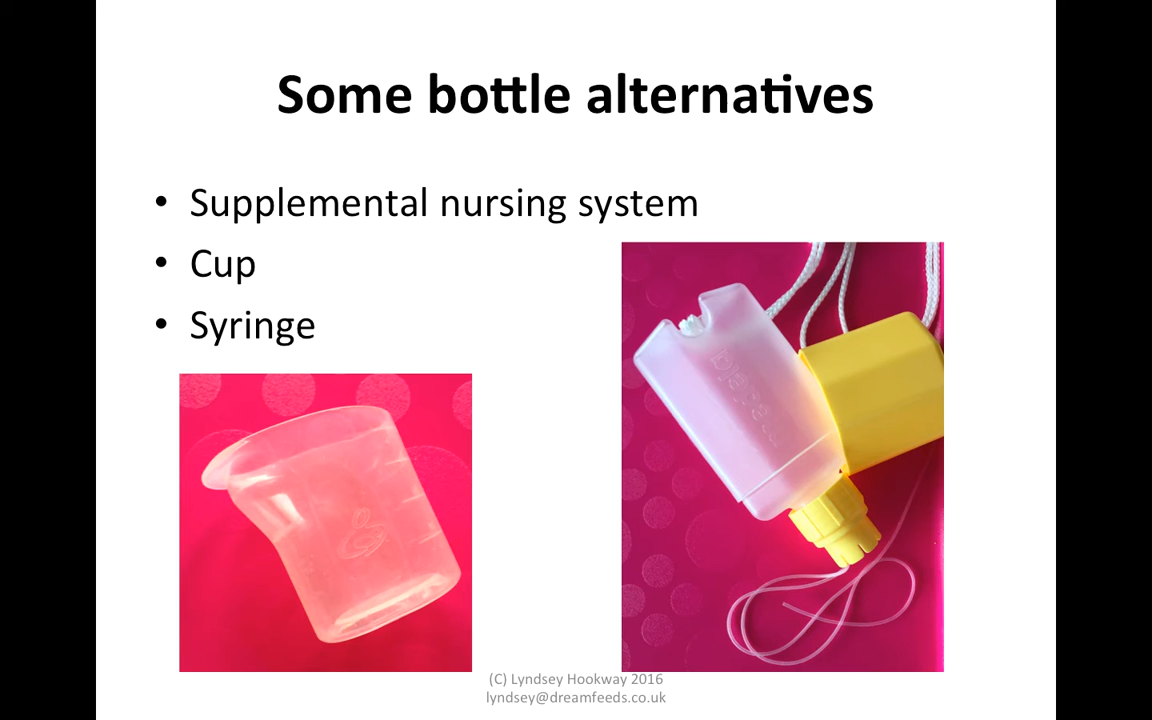 Some bottle alternatives
• Supplemental nursing system
• Cup
• Syringe
(C) Lyndsey Hookway 2016
lyndsey@dreamfeeds.co.uk